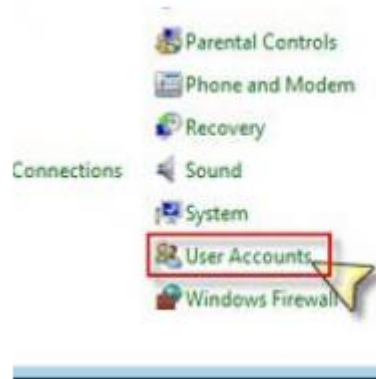 Parental Controls
Phone and Modem
Recovery
Connections Sound
System
User Accounts
Windows Firewall